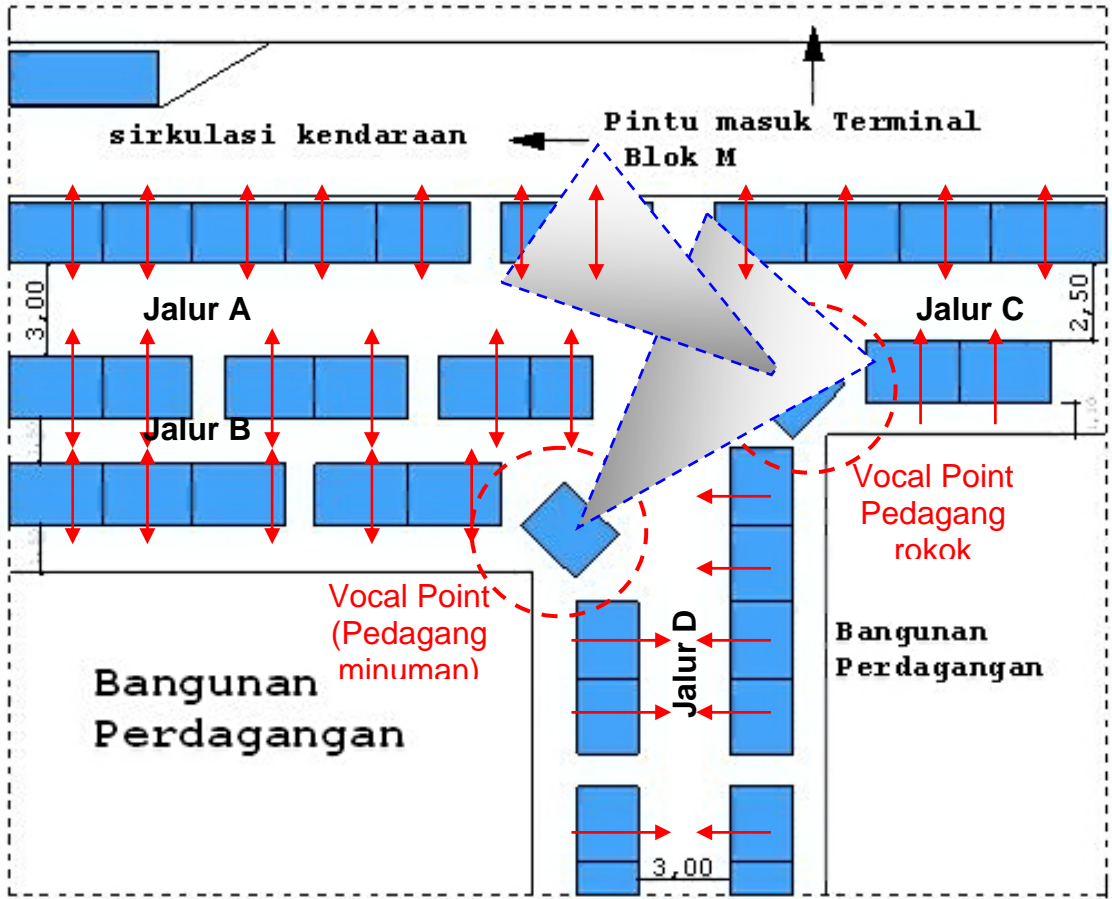 sirkulasi kendaraan
Pintu masuk Terminal
Blok M
3,00
Jalur A
Jalur C
2,50
Jalur B
Vocal Point
Pedagang
rokok
Vocal Point
(Pedagang
minuman)
Jalur D
Bangunan
Perdagangan
Bangunan
Perdagangan
3,00